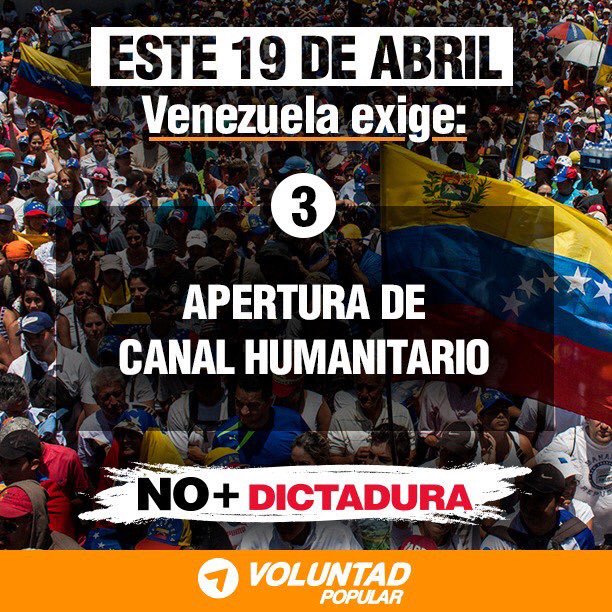 ESTE 19 DE ABRIL
Venezuela exige:
3
APERTURA DE
CANAL HUMANITARIO
NO+ DICTADURA
VOLUNTAD
POPULAR